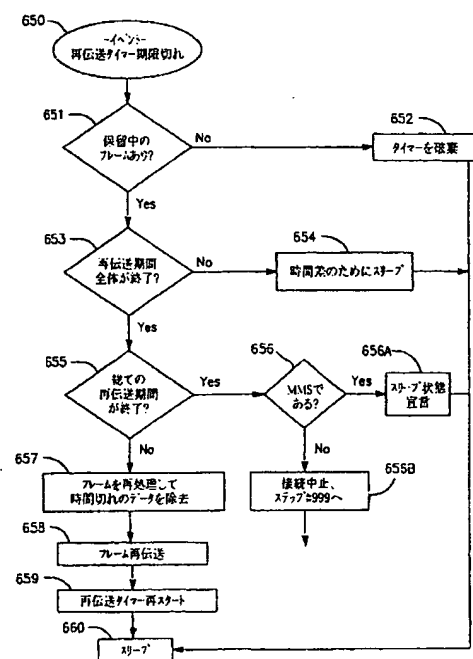 650
-イベント-
再伝送タイマー期限切れ
651
保留中の
フレームあり?
No
652
タイマーを破棄
Yes
653
再伝送期間
全体が終了?
No
654
時間差のためにスリープ
Yes
655
総ての
再伝送期間
が終了?
Yes
656
MMSで
ある?
Yes
656A
スリープ状態
宣言
No
No
657
フレームを再処理して
時間切れのデータを除去
接続中止、
ステップは999へ
656B
658
フレーム再伝送
659
再伝送タイマー再スタート
660
スリープ